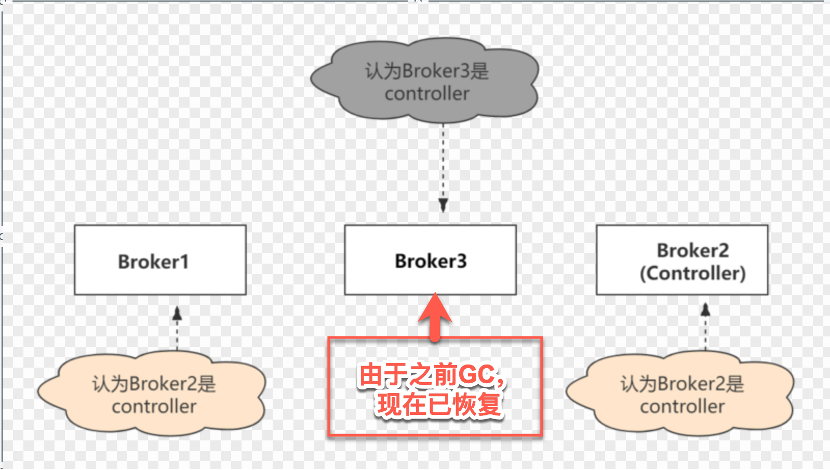 认为Broker3是
controller
Broker1
Broker3
Broker2
(Controller)
认为Broker2是
controller
由于之前GC，
现在已恢复
认为Broker2是
controller